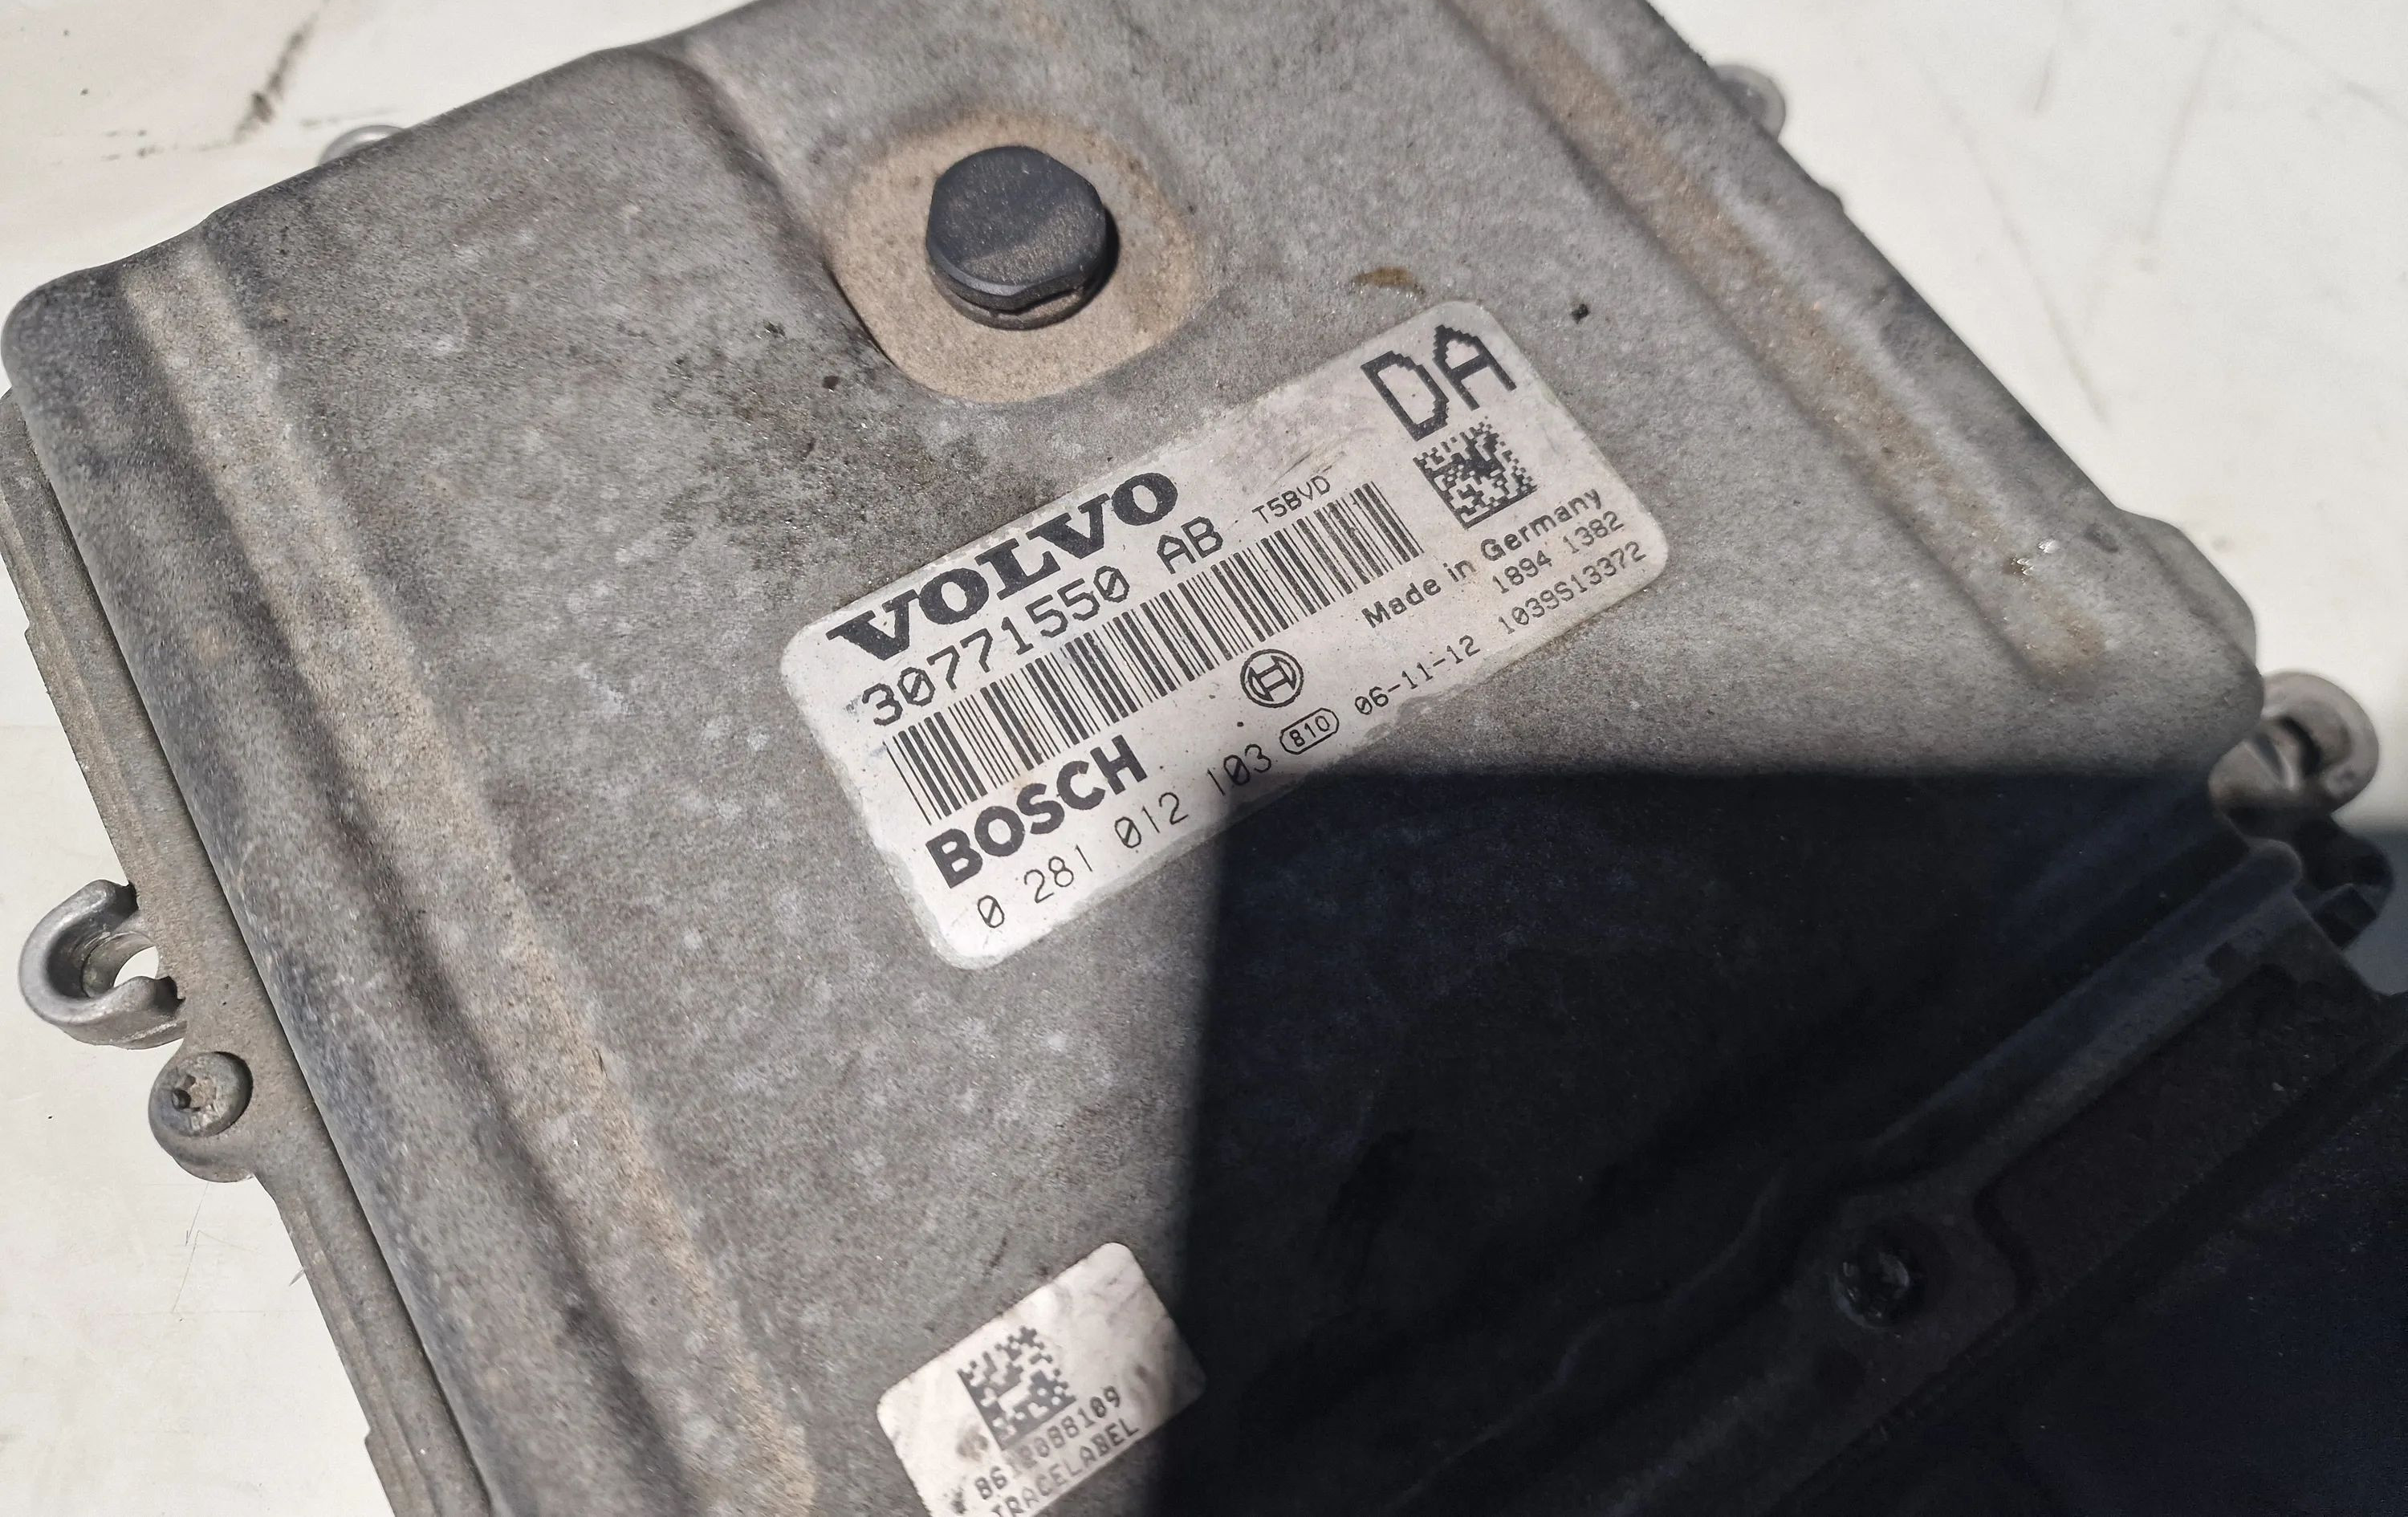 DA
VOLVO
30771550 AB T5BVD
Made in Germany
1894 1382
BOSCH
0 281 012 103 810 06-11-12 1039S13372
TRACELABEL